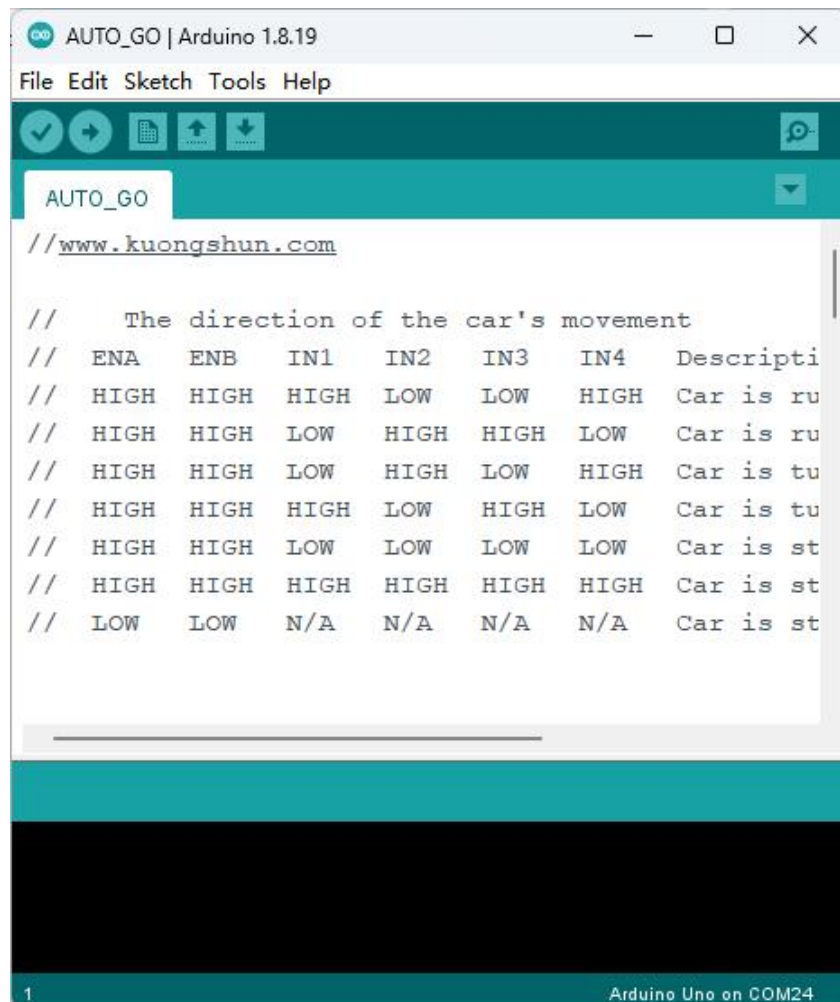 AUTO_GO | Arduino 1.8.19
File Edit Sketch Tools Help
AUTO_GO
//www.kuongshun.com
// The direction of the car's movement
// ENA ENB IN1 IN2 IN3 IN4 Descripti
// HIGH HIGH HIGH LOW LOW HIGH Car is ru
// HIGH HIGH LOW HIGH HIGH LOW Car is ru
// HIGH HIGH LOW HIGH LOW HIGH Car is tu
// HIGH HIGH HIGH LOW HIGH LOW Car is tu
// HIGH HIGH LOW LOW LOW LOW Car is st
// HIGH HIGH HIGH HIGH HIGH HIGH Car is st
// LOW LOW N/A N/A N/A N/A Car is st
1 Arduino Uno on COM24